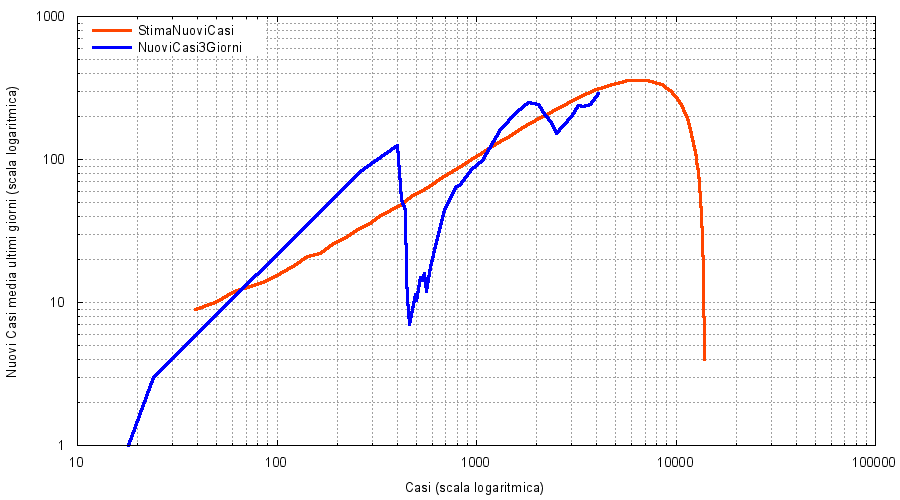 1000
StimaNuoviCasi
NuoviCasi3Giorni
100
10
1
Nuovi Casi media ultimi giorni (scala logaritmica)
10 100 1000 10000 100000
Casi (scala logaritmica)